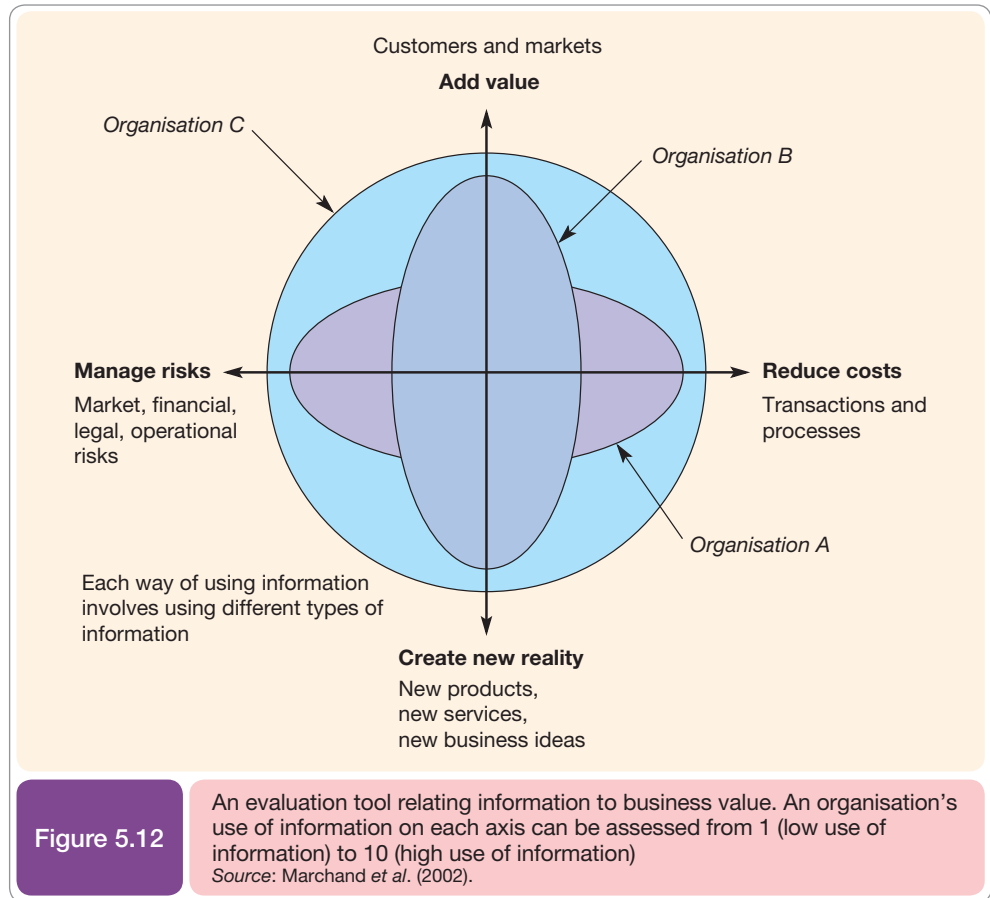 Customers and markets
Add value
Organisation C
Organisation B
Manage risks
Market, financial,
legal, operational
risks
Reduce costs
Transactions and
processes
Organisation A
Each way of using information
involves using different types of
information
Create new reality
New products,
new services,
new business ideas
Figure 5.12
An evaluation tool relating information to business value. An organisation's
use of information on each axis can be assessed from 1 (low use of
information) to 10 (high use of information)
Source: Marchand et al. (2002).